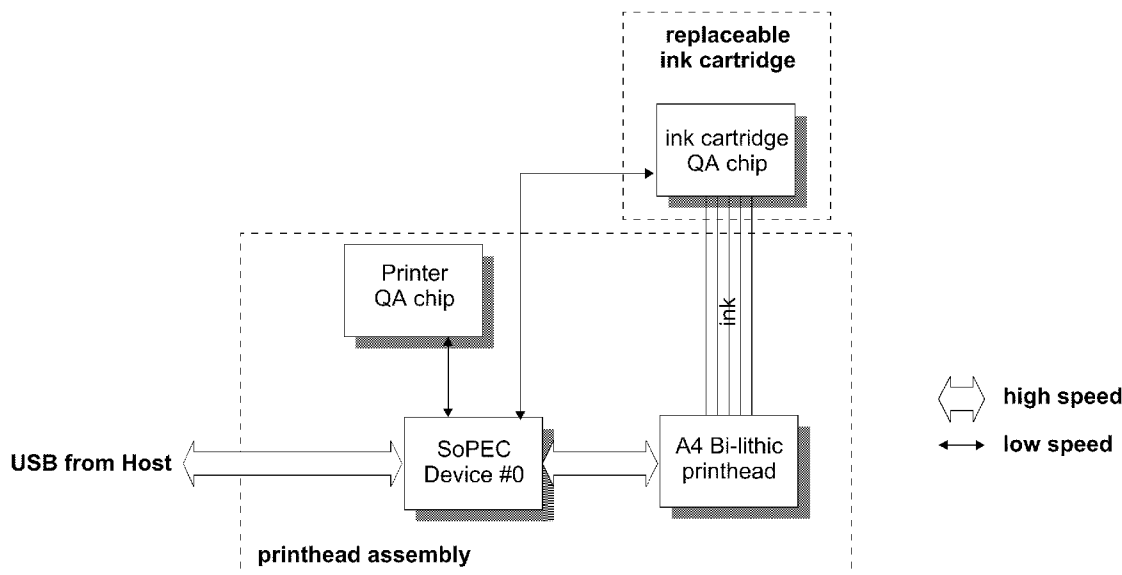 replaceable
ink cartridge
ink cartridge
QA chip
Printer
QA chip
ink
high speed
low speed
USB from Host
SoPEC
Device #0
A4 Bi-lithic
printhead
printhead assembly